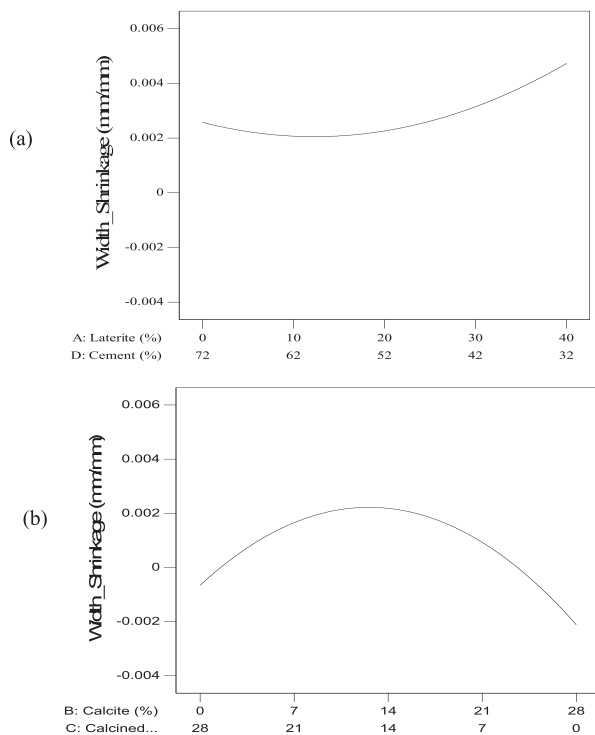 0.006
0.004
(a)
Width_Shrinkage (mm/mm)
0.002
0
-0.002
-0.004
A: Laterite (%) 0 10 20 30 40
D: Cement (%) 72 62 52 42 32
0.006
0.004
(b)
Width_Shrinkage (mm/mm)
0.002
0
-0.002
-0.004
B: Calcite (%) 0 7 14 21 28
C: Calcined... 28 21 14 7 0